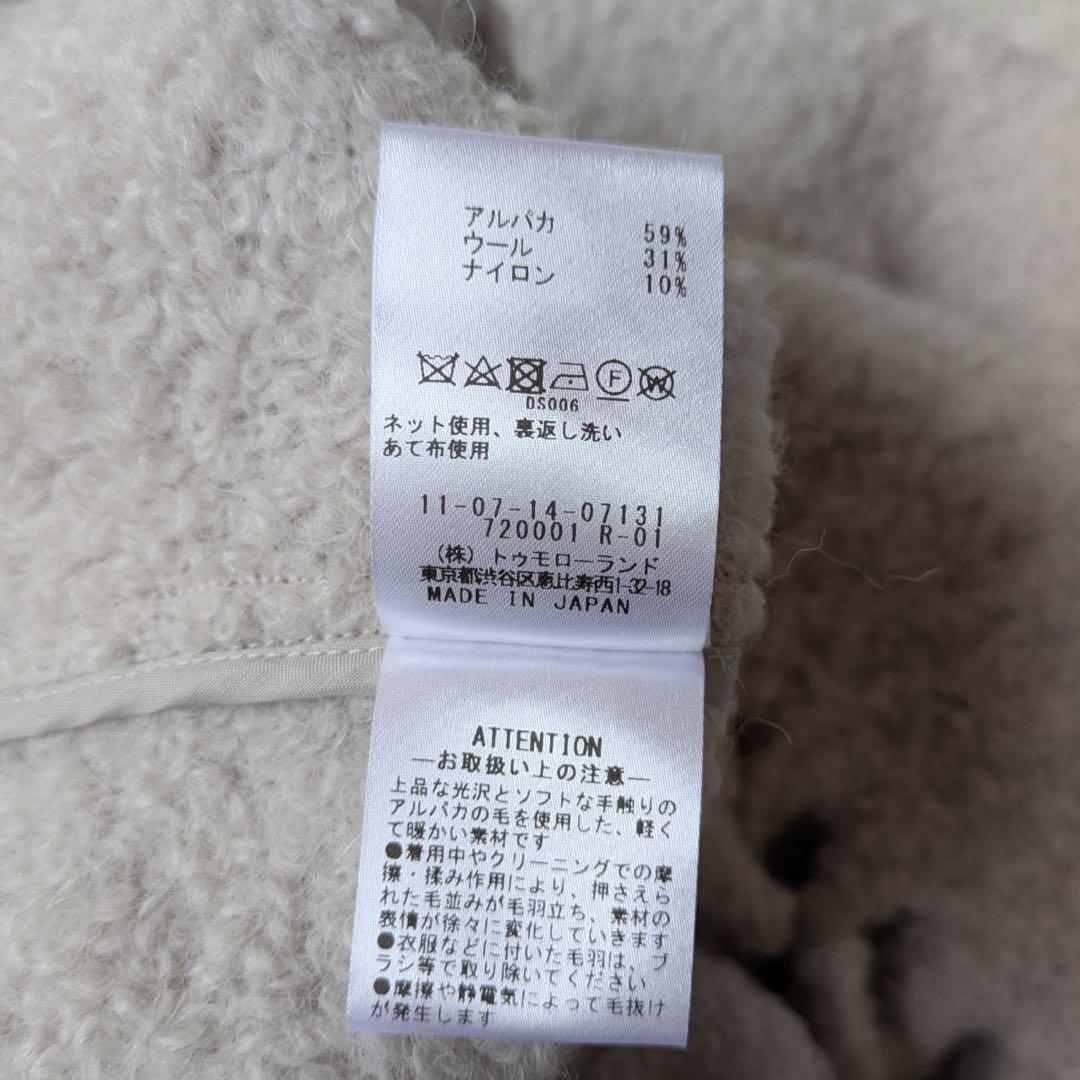 アルパカ 59%
ウール 31%
ナイロン 10%
F W
DS006
ネット使用、裏返し洗い
あて布使用
11-07-14-07131
720001 R-01
(株) トゥモローランド
東京都渋谷区恵比寿西1-32-18
MADE IN JAPAN
ATTENTION
―お取扱い上の注意―
上品な光沢とソフトな手触りの
アルパカの毛を使用した、軽く
て暖かい素材です
●着用中やクリーニングでの摩
擦・揉み作用により、押さえら
れた毛並みが毛羽立ち、素材の
表情が徐々に変化していきます
●衣服などに付いた毛羽は、ブ
ラシ等で取り除いてください
●摩擦や静電気によって毛抜け
が発生します